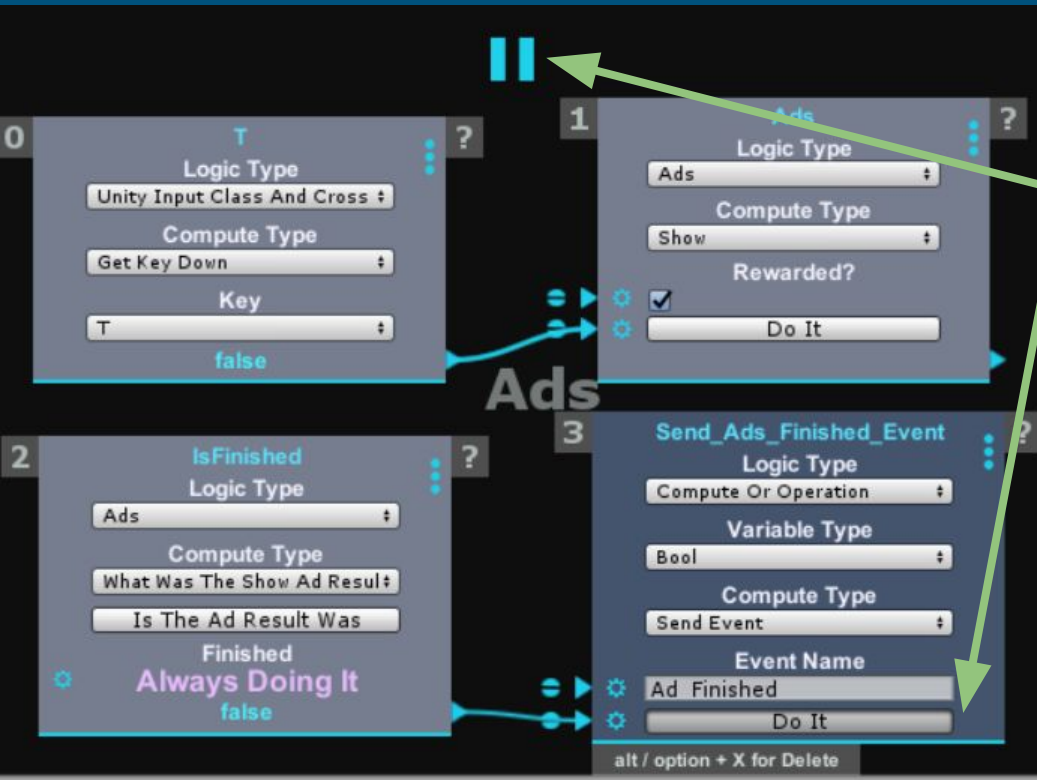 0
T
?
Logic Type
Unity Input Class And Cross
Compute Type
Get Key Down
Key
T
false
1
Ads
?
Logic Type
Ads
Compute Type
Show
Rewarded?
Do It
Ads
2
IsFinished
?
Logic Type
Ads
Compute Type
What Was The Show Ad Resul
Is The Ad Result Was
Finished
Always Doing It
false
3
Send_Ads_Finished_Event
?
Logic Type
Compute Or Operation
Variable Type
Bool
Compute Type
Send Event
Event Name
Ad Finished
Do It
alt / option + X for Delete